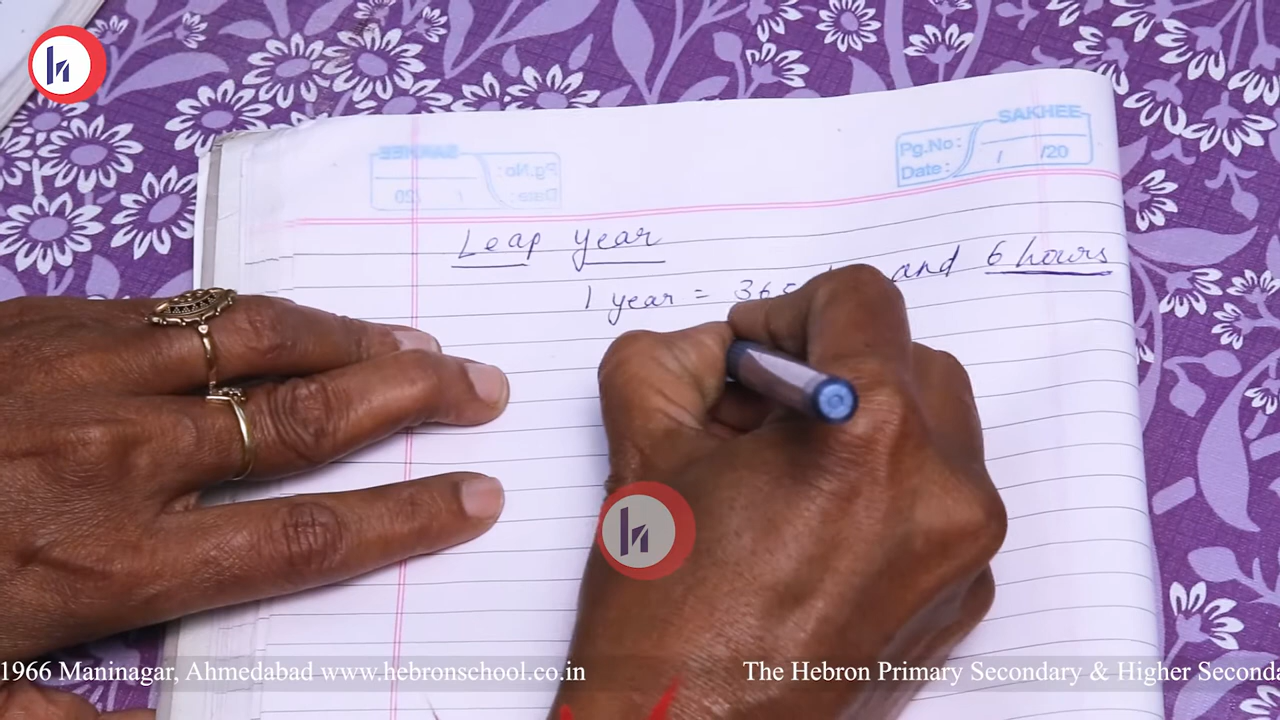 SAKHEE
Pg.No:
Date: / /20
Leap year
1 year = 365 and 6 hours
1966 Maninagar, Ahmedabad www.hebronschool.co.in
The Hebron Primary Secondary & Higher Seconda